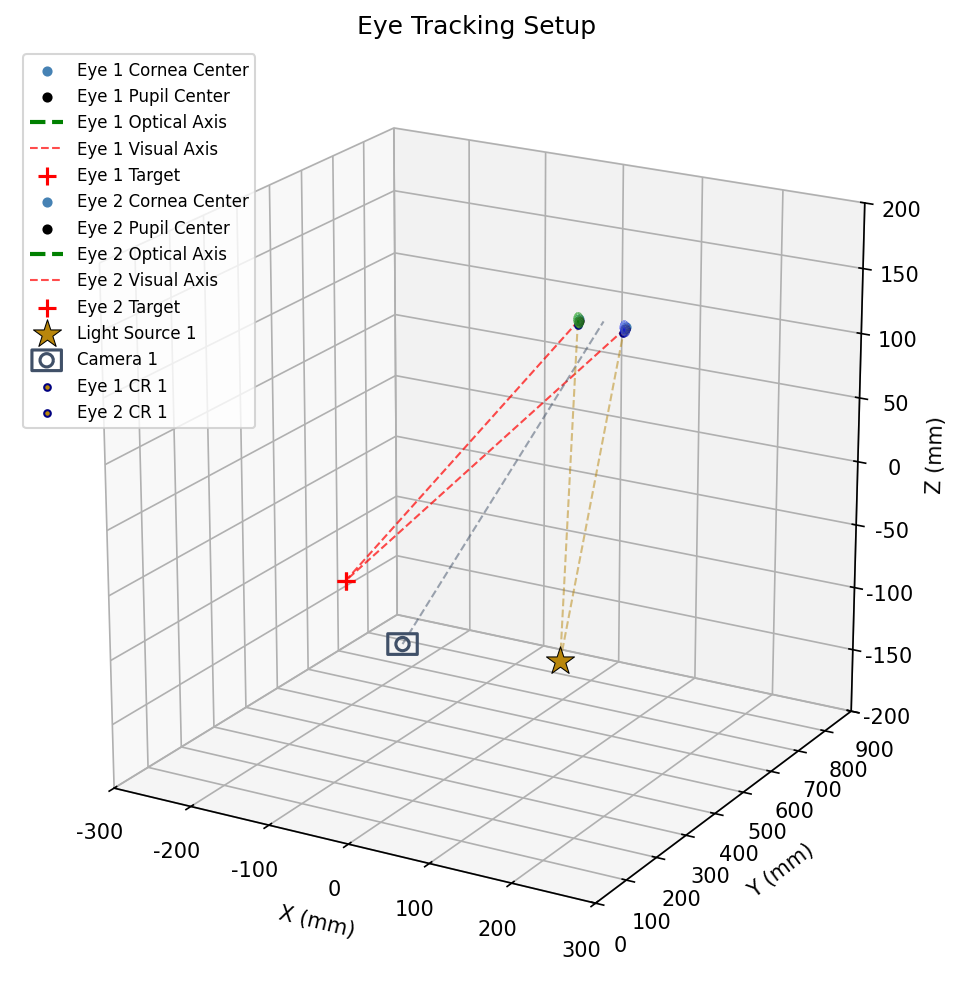 Eye Tracking Setup
Eye 1 Cornea Center
Eye 1 Pupil Center
Eye 1 Optical Axis
Eye 1 Visual Axis
Eye 1 Target
Eye 2 Cornea Center
Eye 2 Pupil Center
Eye 2 Optical Axis
Eye 2 Visual Axis
Eye 2 Target
Light Source 1
Camera 1
Eye 1 CR 1
Eye 2 CR 1
200
150
100
50
0
-50
-100
-150
-200
Z (mm)
900
800
700
600
500
400
300
200
100
0
Y (mm)
-300
-200
-100
0
100
200
300
X (mm)